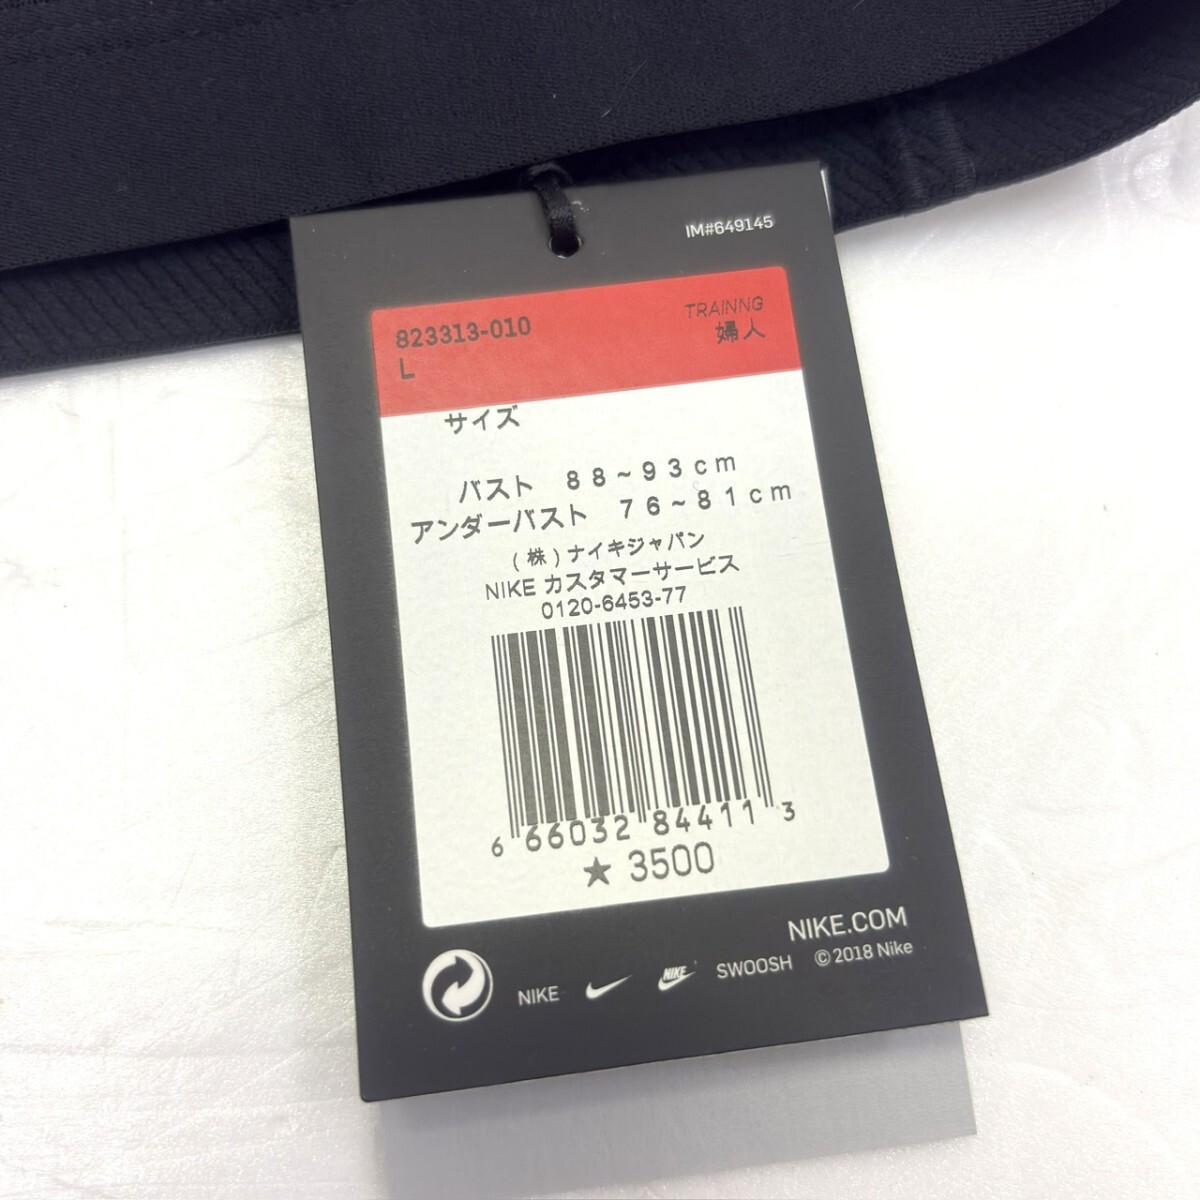 IM#649145
823313-010
TRAINNG
L
婦人
サイズ
バスト 88~93cm
アンダーバスト 76~81cm
(株)ナイキジャパン
NIKE カスタマーサービス
0120-6453-77
6 66032 84411 3
★ 3500
NIKE.COM
NIKE NIKE SWOOSH ©2018 Nike